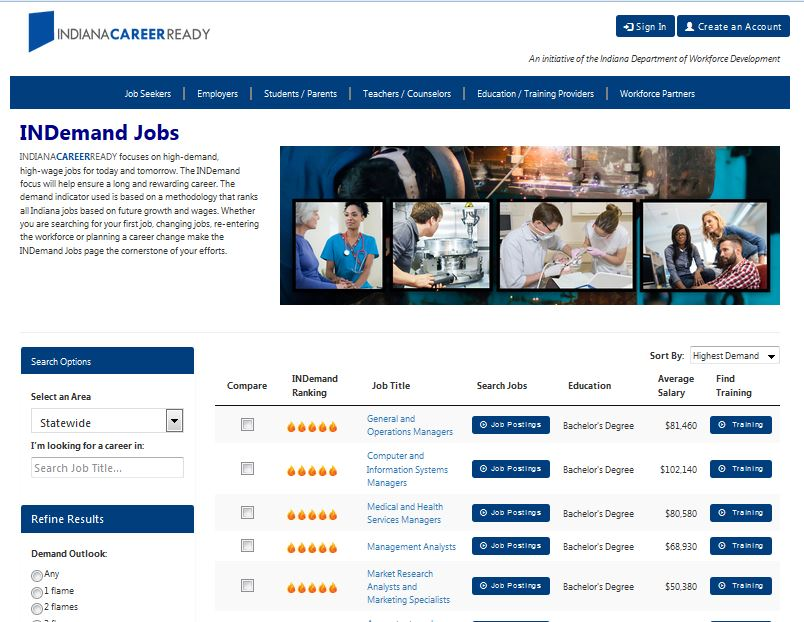 INDIANACAREERREADY
Sign In
Create an Account
An initiative of the Indiana Department of Workforce Development
Job Seekers
Employers
Students / Parents
Teachers / Counselors
Education / Training Providers
Workforce Partners
INDemand Jobs
INDIANACAREERREADY focuses on high-demand,
high-wage jobs for today and tomorrow. The INDemand
focus will help ensure a long and rewarding career. The
demand indicator used is based on a methodology that ranks
all Indiana jobs based on future growth and wages. Whether
you are searching for your first job, changing jobs, re-entering
the workforce or planning a career change make the
INDemand Jobs page the cornerstone of your efforts.
Search Options
Select an Area
Statewide
I'm looking for a career in:
Search Job Title...
Refine Results
Demand Outlook:
Any
1 flame
2 flames
Sort By: Highest Demand
Compare
INDemand
Ranking
Job Title
Search Jobs
Education
Average
Salary
Find
Training
General and
Operations Managers
Job Postings
Bachelor's Degree
$81,460
Training
Computer and
Information Systems
Managers
Job Postings
Bachelor's Degree
$102,140
Training
Medical and Health
Services Managers
Job Postings
Bachelor's Degree
$80,580
Training
Management Analysts
Job Postings
Bachelor's Degree
$68,930
Training
Market Research
Analysts and
Marketing Specialists
Job Postings
Bachelor's Degree
$50,380
Training